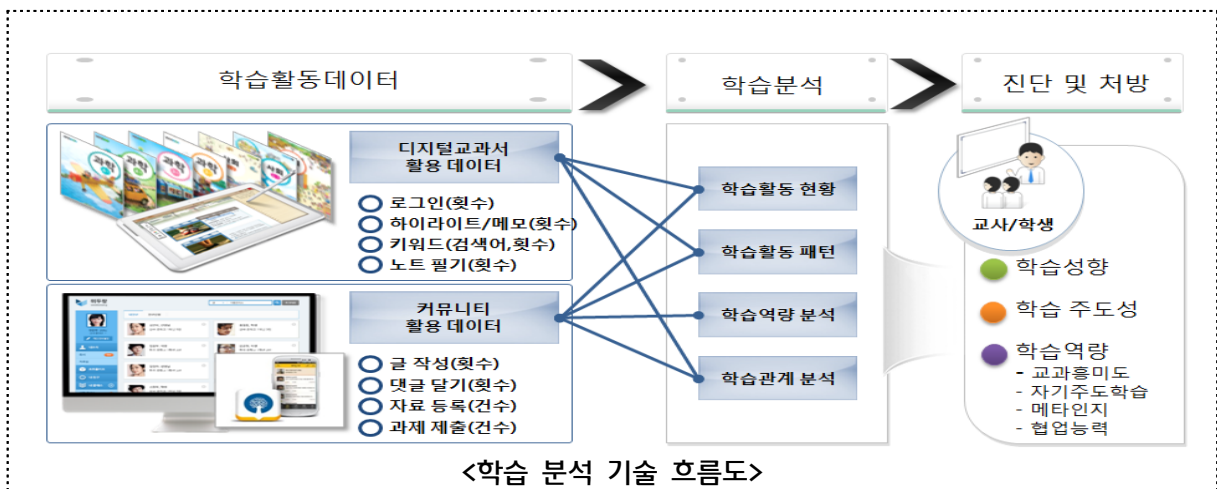 학습활동데이터
학습분석
진단 및 처방
과학
과학
디지털교과서
활용 데이터
로그인(횟수)
하이라이트/메모(횟수)
키워드(검색어,횟수)
노트 필기(횟수)
커뮤니티
활용 데이터
글 작성(횟수)
댓글 달기(횟수)
자료 등록(건수)
과제 제출(건수)
학습활동 현황
학습활동 패턴
학습역량 분석
학습관계 분석
교사/학생
학습성향
학습 주도성
학습역량
- 교과흥미도
- 자기주도학습
- 메타인지
- 협업능력
<학습 분석 기술 흐름도>